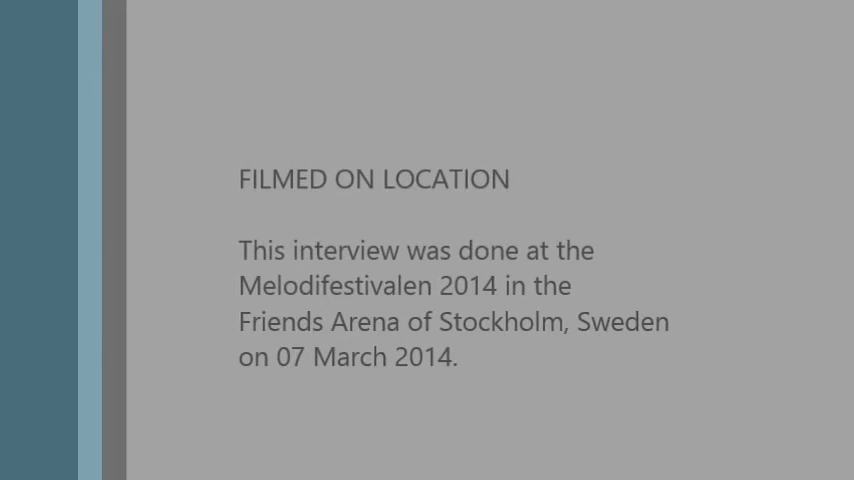 FILMED ON LOCATION
This interview was done at the
Melodifestivalen 2014 in the
Friends Arena of Stockholm, Sweden
on 07 March 2014.